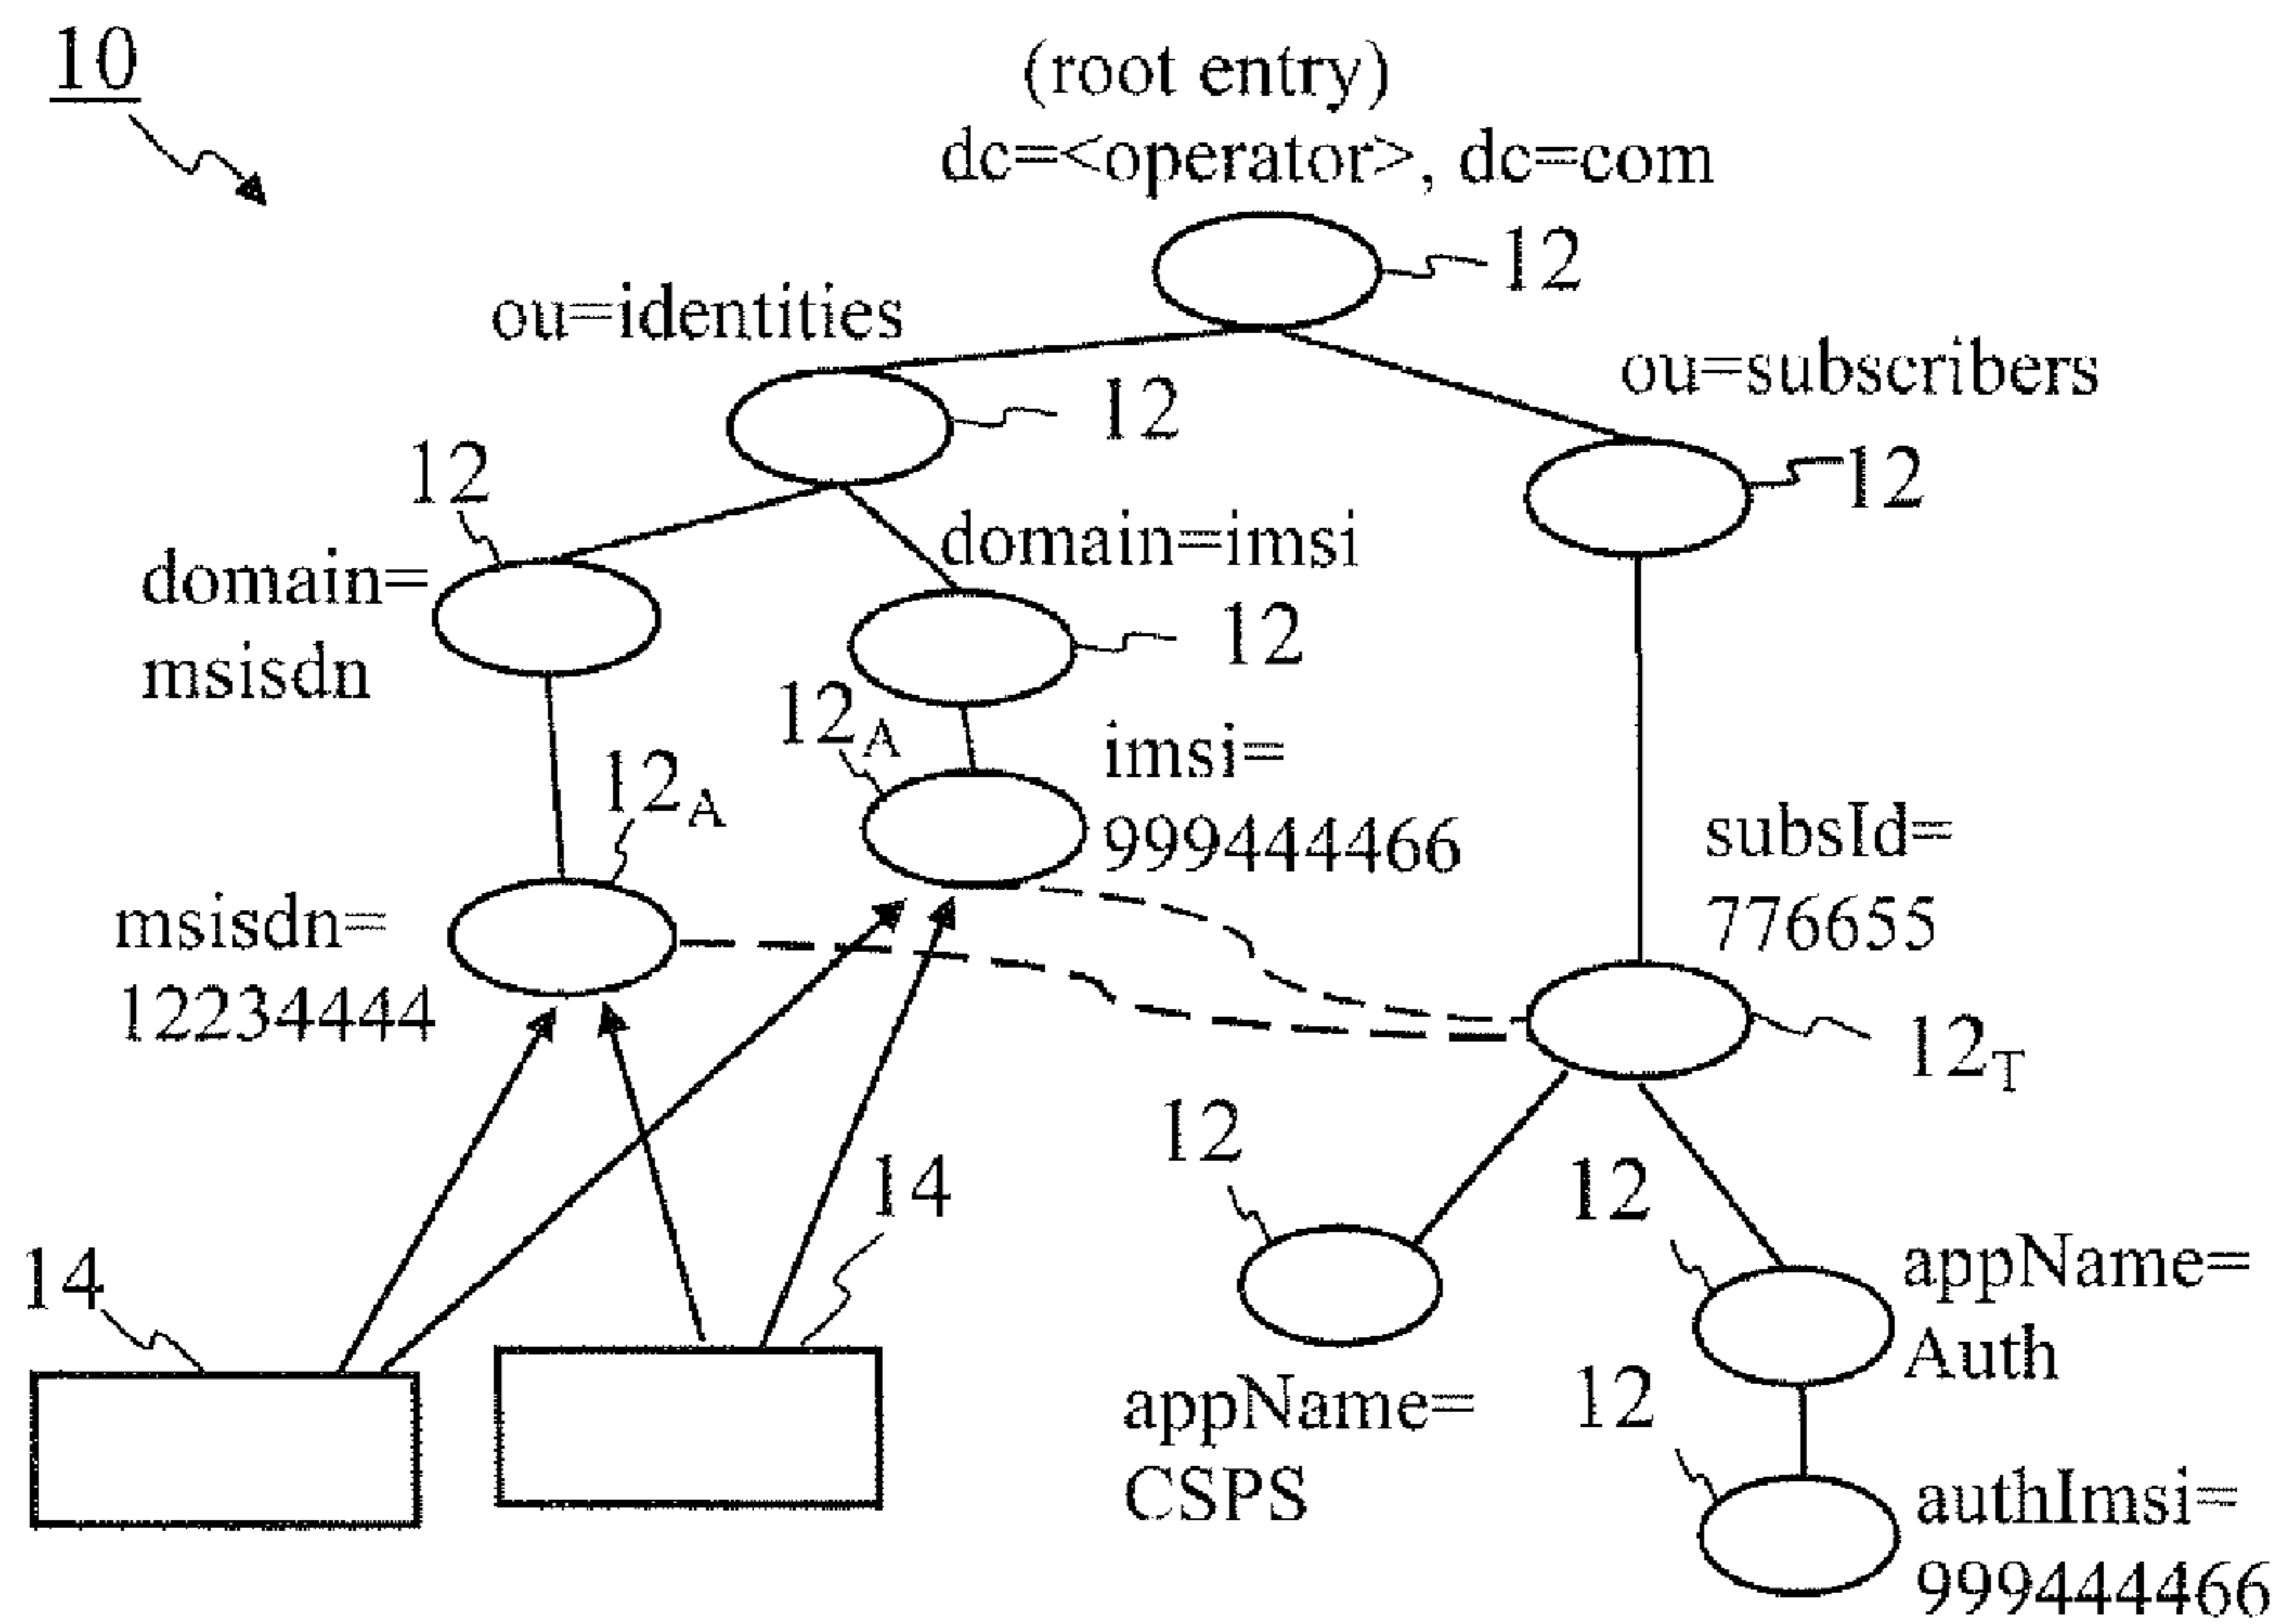 10
(root entry)
dc=<operator>, dc=com
12
ou=identities
12
ou=subscribers
12
12
domain=
msisdn
domain=imsi
12
12A
imsi=
999444466
12A
msisdn=
12234444
subsId=
776655
12T
14
14
12
appName=
CSPS
12
appName=
Auth
12
authImsi=
999444466